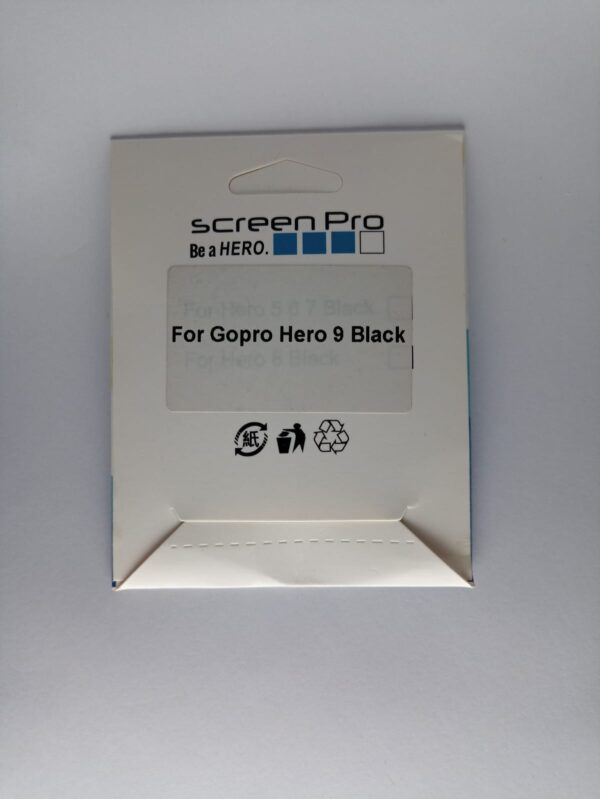 screen Pro
Be a HERO.
For Hero 5 6 7 Black
For Gopro Hero 9 Black
For Hero 8 Black
紙